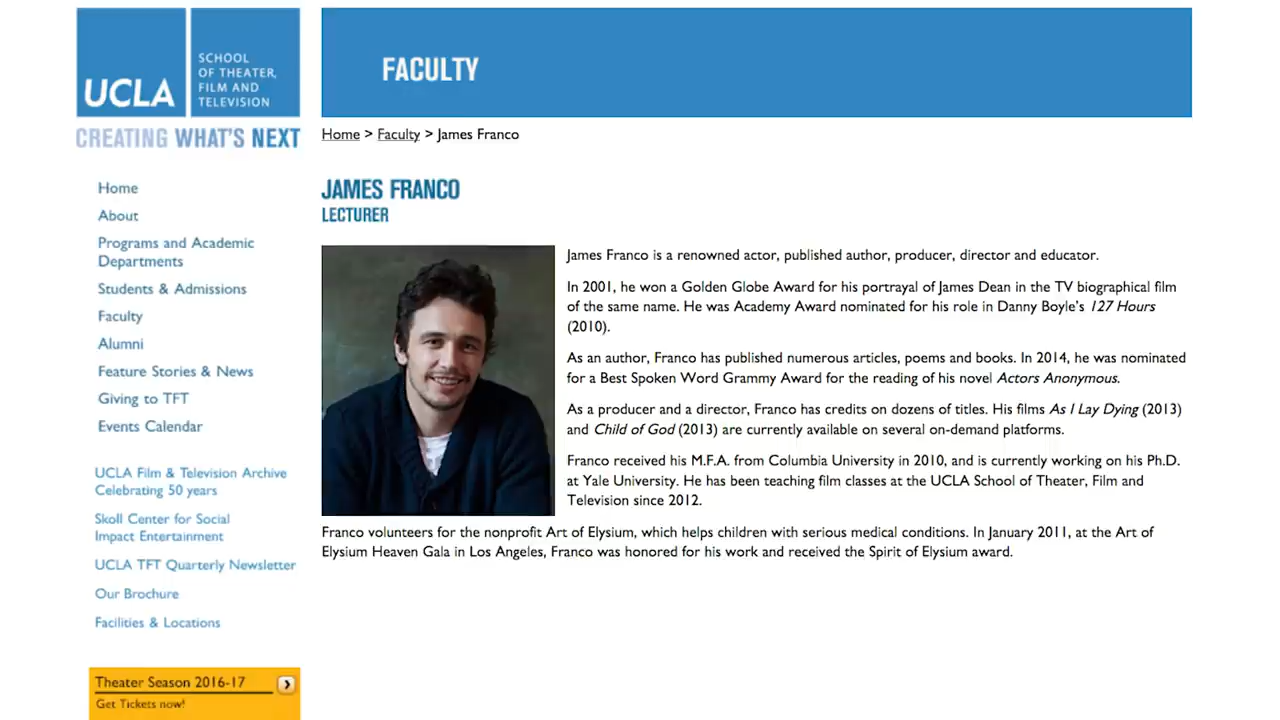 UCLA
SCHOOL
OF THEATER,
FILM AND
TELEVISION
CREATING WHAT'S NEXT
FACULTY
Home > Faculty > James Franco
Home
About
Programs and Academic
Departments
Students & Admissions
Faculty
Alumni
Feature Stories & News
Giving to TFT
Events Calendar
UCLA Film & Television Archive
Celebrating 50 years
Skoll Center for Social
Impact Entertainment
UCLA TFT Quarterly Newsletter
Our Brochure
Facilities & Locations
Theater Season 2016-17
Get Tickets now!
JAMES FRANCO
LECTURER
James Franco is a renowned actor, published author, producer, director and educator.
In 2001, he won a Golden Globe Award for his portrayal of James Dean in the TV biographical film
of the same name. He was Academy Award nominated for his role in Danny Boyle's 127 Hours
(2010).
As an author, Franco has published numerous articles, poems and books. In 2014, he was nominated
for a Best Spoken Word Grammy Award for the reading of his novel Actors Anonymous.
As a producer and a director, Franco has credits on dozens of titles. His films As I Lay Dying (2013)
and Child of God (2013) are currently available on several on-demand platforms.
Franco received his M.F.A. from Columbia University in 2010, and is currently working on his Ph.D.
at Yale University. He has been teaching film classes at the UCLA School of Theater, Film and
Television since 2012.
Franco volunteers for the nonprofit Art of Elysium, which helps children with serious medical conditions. In January 2011, at the Art of
Elysium Heaven Gala in Los Angeles, Franco was honored for his work and received the Spirit of Elysium award.